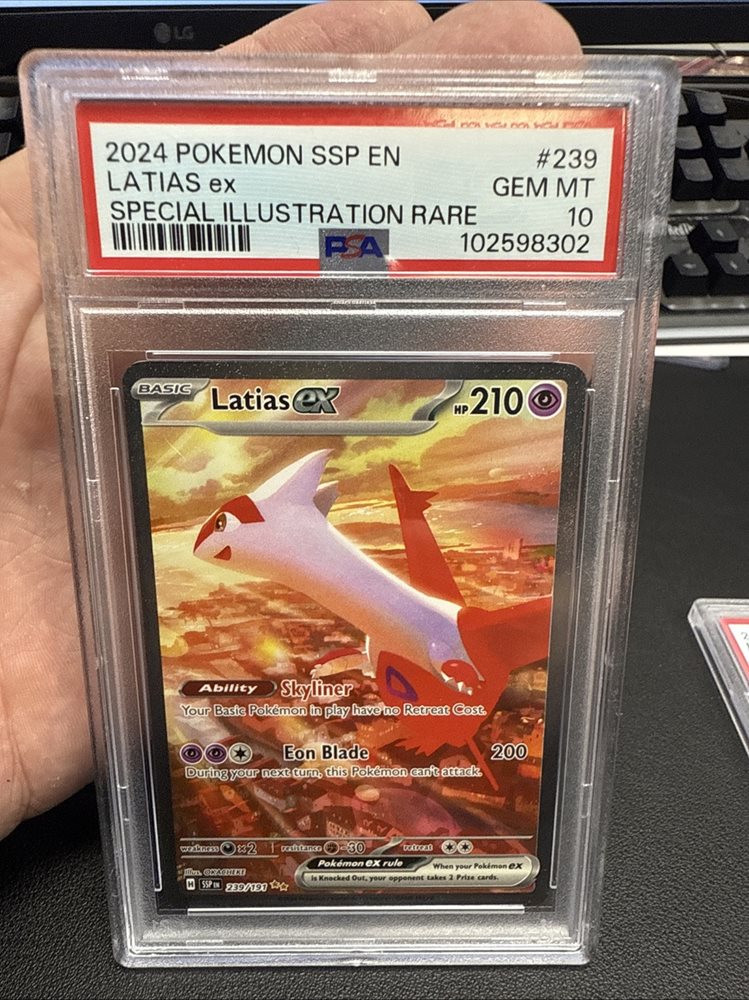 LG
2024 POKEMON SSP EN #239
LATIAS ex GEM MT
SPECIAL ILLUSTRATION RARE 10
PSA 102598302
BASIC Latias ex HP 210
Ability Skyliner
Your Basic Pokémon in play have no Retreat Cost.
Eon Blade 200
During your next turn, this Pokémon can't attack.
weakness ×2 resistance -30 retreat
Pokémon ex rule When your Pokémon ex
is Knocked Out, your opponent takes 2 Prize cards.
Illus. OKACHEKE
H SSP EN 239/191